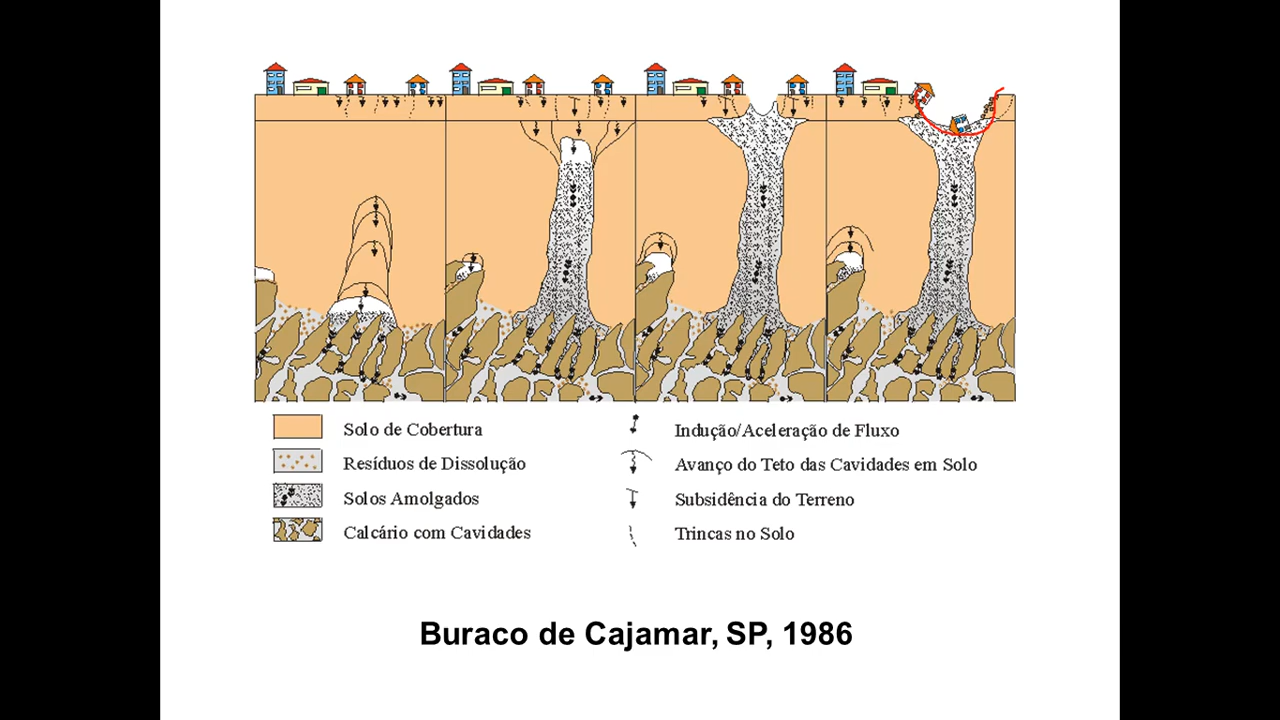 Solo de Cobertura
Indução/Aceleração de Fluxo
Resíduos de Dissolução
Avanço do Teto das Cavidades em Solo
Solos Amolgados
Subsidência do Terreno
Calcário com Cavidades
Trincas no Solo
Buraco de Cajamar, SP, 1986